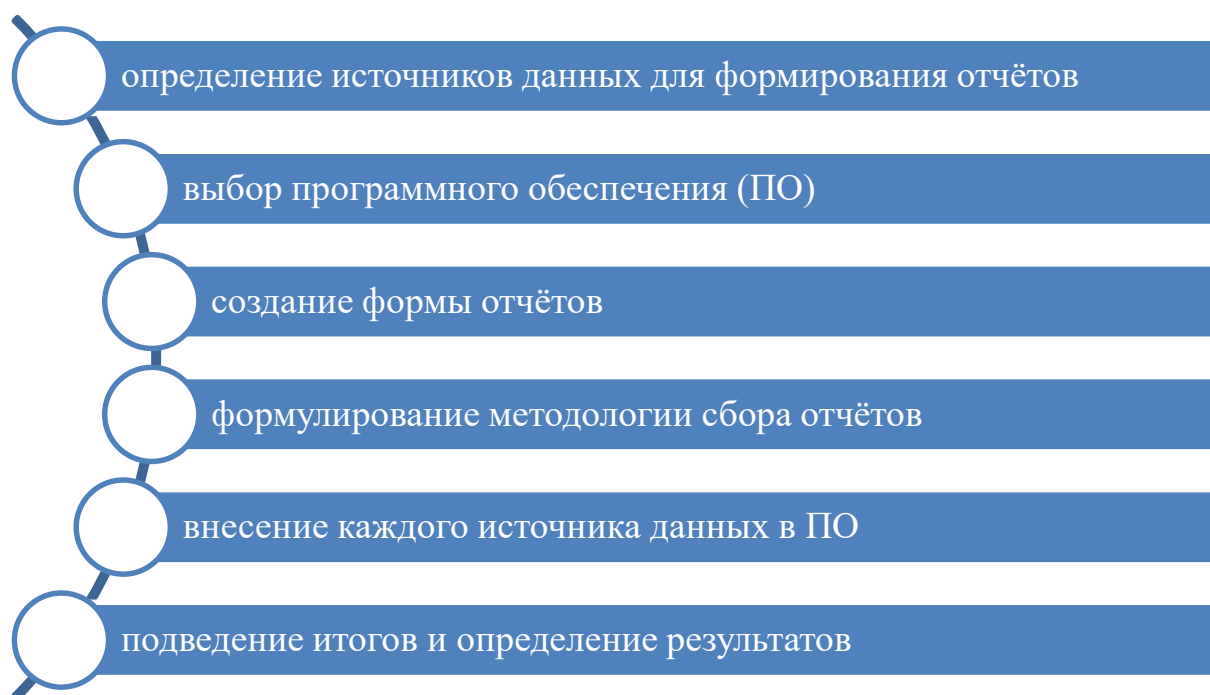 определение источников данных для формирования отчётов
выбор программного обеспечения (ПО)
создание формы отчётов
формулирование методологии сбора отчётов
внесение каждого источника данных в ПО
подведение итогов и определение результатов